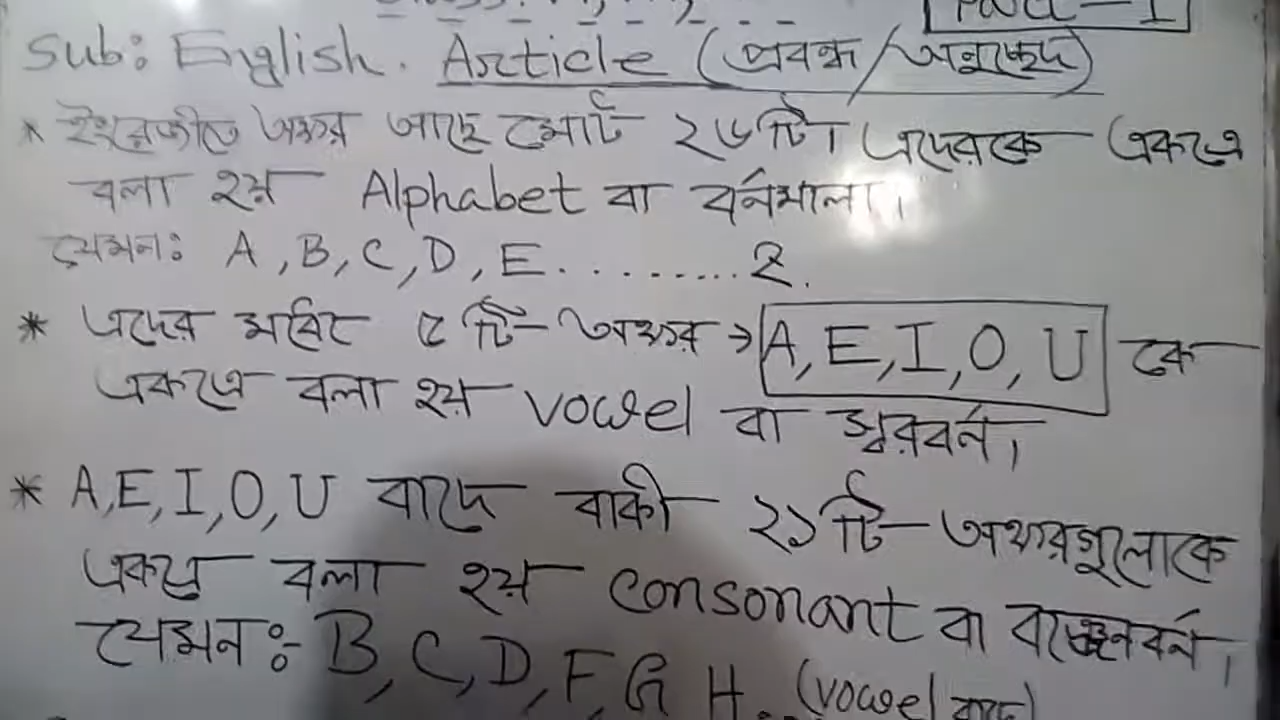 Part-I
Sub: English. Article (প্রবন্ধ/অনুচ্ছেদ)
* ইংরেজীতে অক্ষর আছে মোট ২৬টি। এদেরকে একত্রে
বলা হয় Alphabet বা বর্নমালা।
যেমন: A, B, C, D, E.........Z.
* এদের মধ্যে ৫টি অক্ষর → A, E, I, O, U কে
একত্রে বলা হয় vowel বা স্বরবর্ন।
* A, E, I, O, U বাদে বাকী ২১টি অক্ষরগুলোকে
একত্রে বলা হয় consonant বা ব্যঞ্জনবর্ন।
যেমন:- B, C, D, F, G H.. (vowel বাদে)